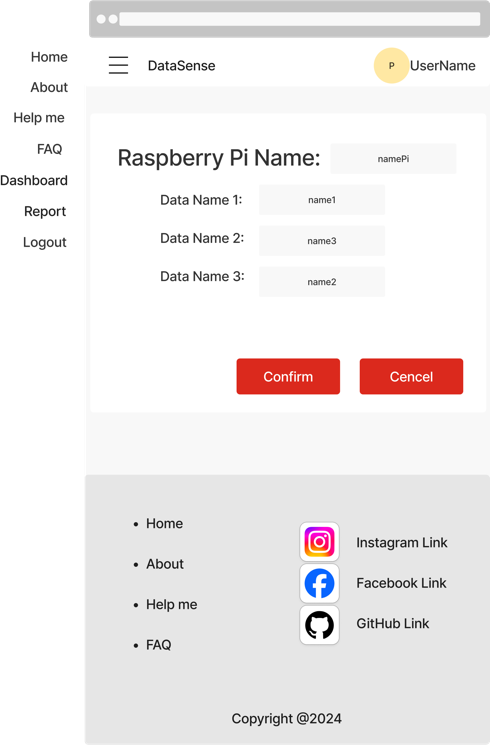 Home
About
Help me
FAQ
Dashboard
Report
Logout
DataSense
P
UserName
Raspberry Pi Name:
namePi
Data Name 1:
name1
Data Name 2:
name3
Data Name 3:
name2
Confirm
Cencel
Home
About
Help me
FAQ
Instagram Link
Facebook Link
GitHub Link
Copyright @2024